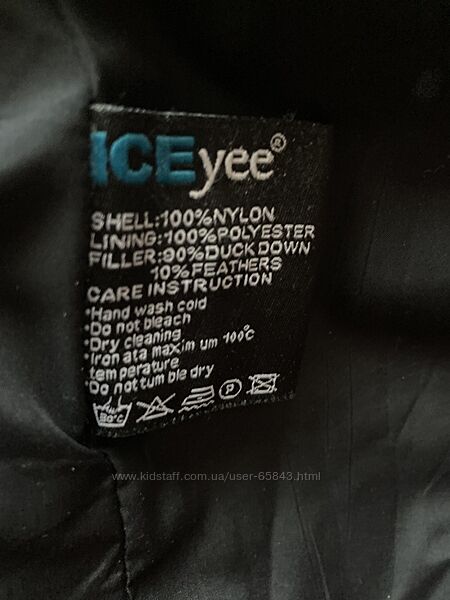 ICEyee®
SHELL:100%NYLON
LINING:100%POLYESTER
FILLER:90%DUCK DOWN
10%FEATHERS
CARE INSTRUCTION
*Hand wash cold
*Do not bleach
*Dry cleaning
*Iron ata maxim um 100°C
temperature
*Do not tum ble dry
30°C
P
www.kidstaff.com.ua/user-65843.html